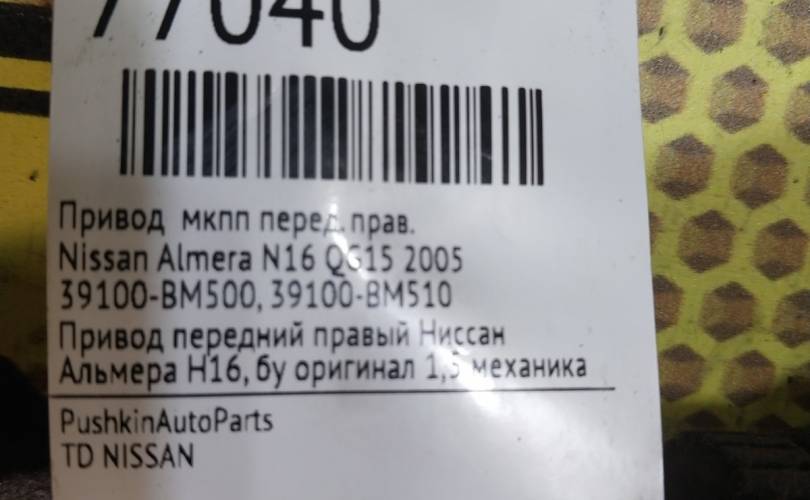 77040
Привод мкпп перед. прав.
Nissan Almera N16 QG15 2005
39100-BM500, 39100-BM510
Привод передний правый Ниссан
Альмера Н16, бу оригинал 1,5 механика
PushkinAutoParts
TD NISSAN